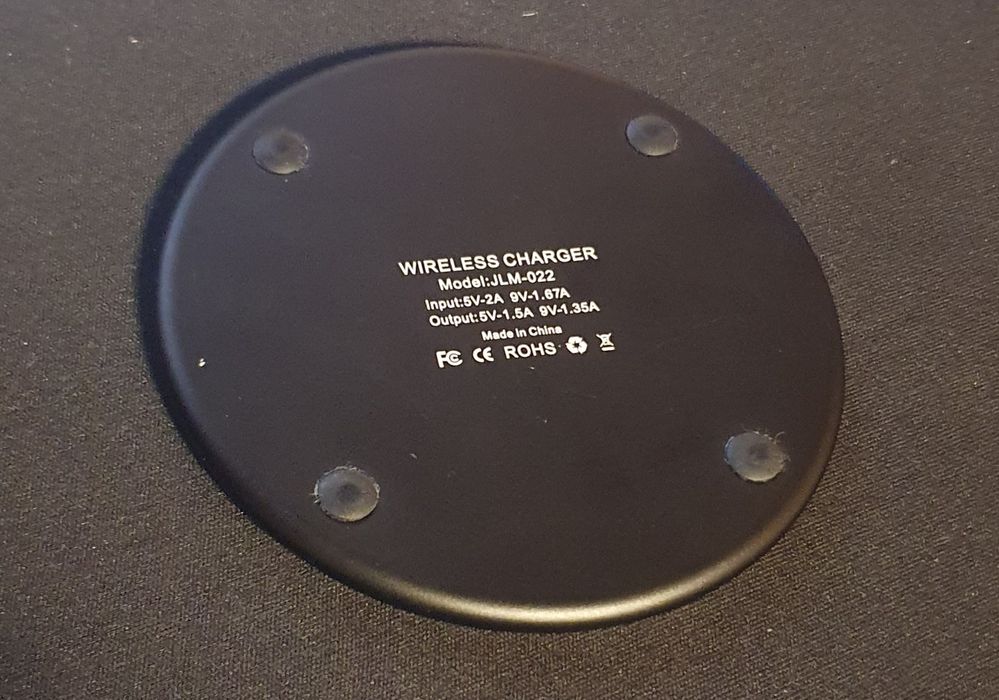 WIRELESS CHARGER
Model:JLM-022
Input:5V-2A 9V-1.67A
Output:5V-1.5A 9V-1.35A
Made in China
FC CE ROHS